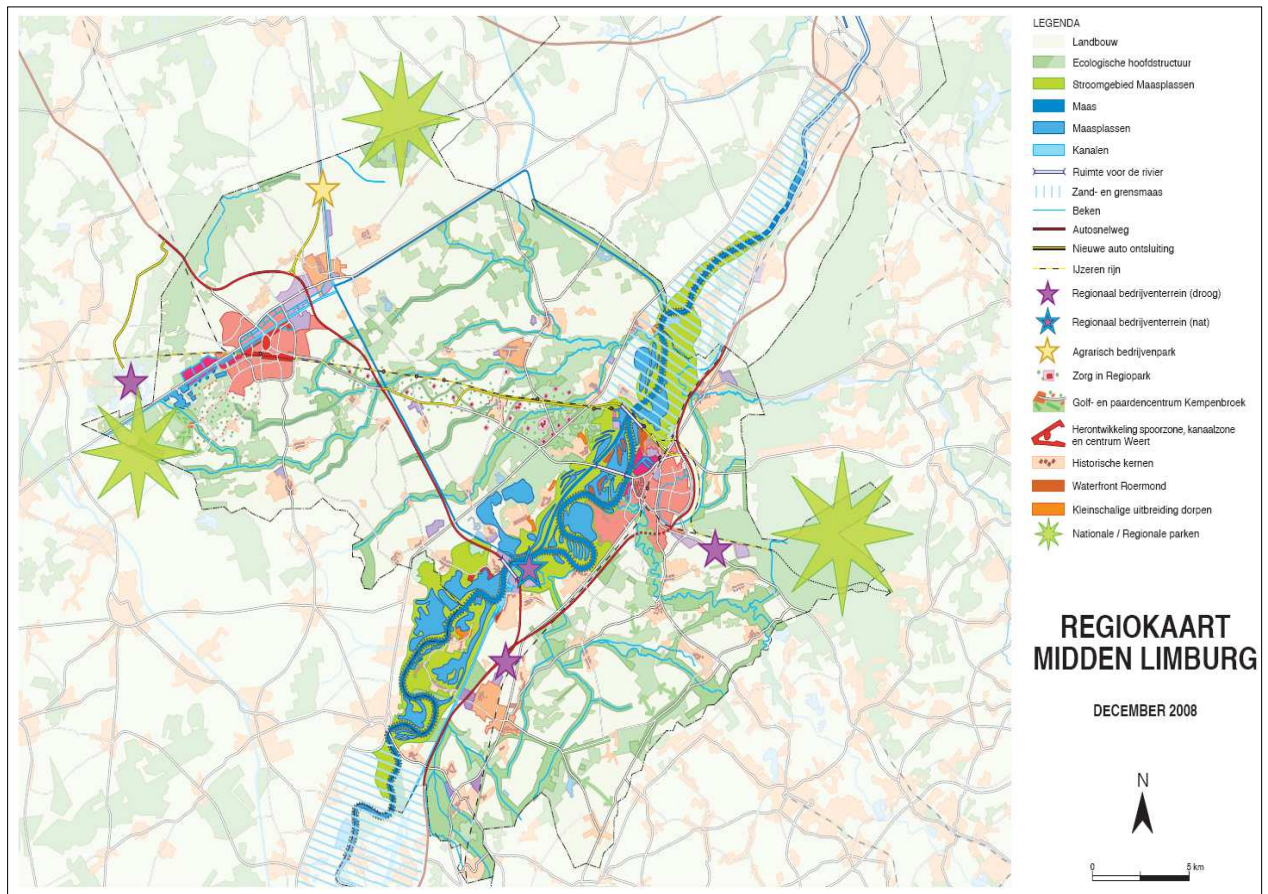 LEGENDA
Landbouw
Ecologische hoofdstructuur
Stroomgebied Maasplassen
Maas
Maasplassen
Kanalen
Ruimte voor de rivier
Zand- en grensmaas
Beken
Autosnelweg
Nieuwe auto ontsluiting
IJzeren rijn
Regionaal bedrijventerrein (droog)
Regionaal bedrijventerrein (nat)
Agrarisch bedrijvenpark
Zorg in Regiopark
Golf- en paardencentrum Kempenbroek
Herontwikkeling spoorzone, kanaalzone
en centrum Weert
Historische kernen
Waterfront Roermond
Kleinschalige uitbreiding dorpen
Nationale / Regionale parken
REGIOKAART
MIDDEN LIMBURG
DECEMBER 2008
N
0 5 km